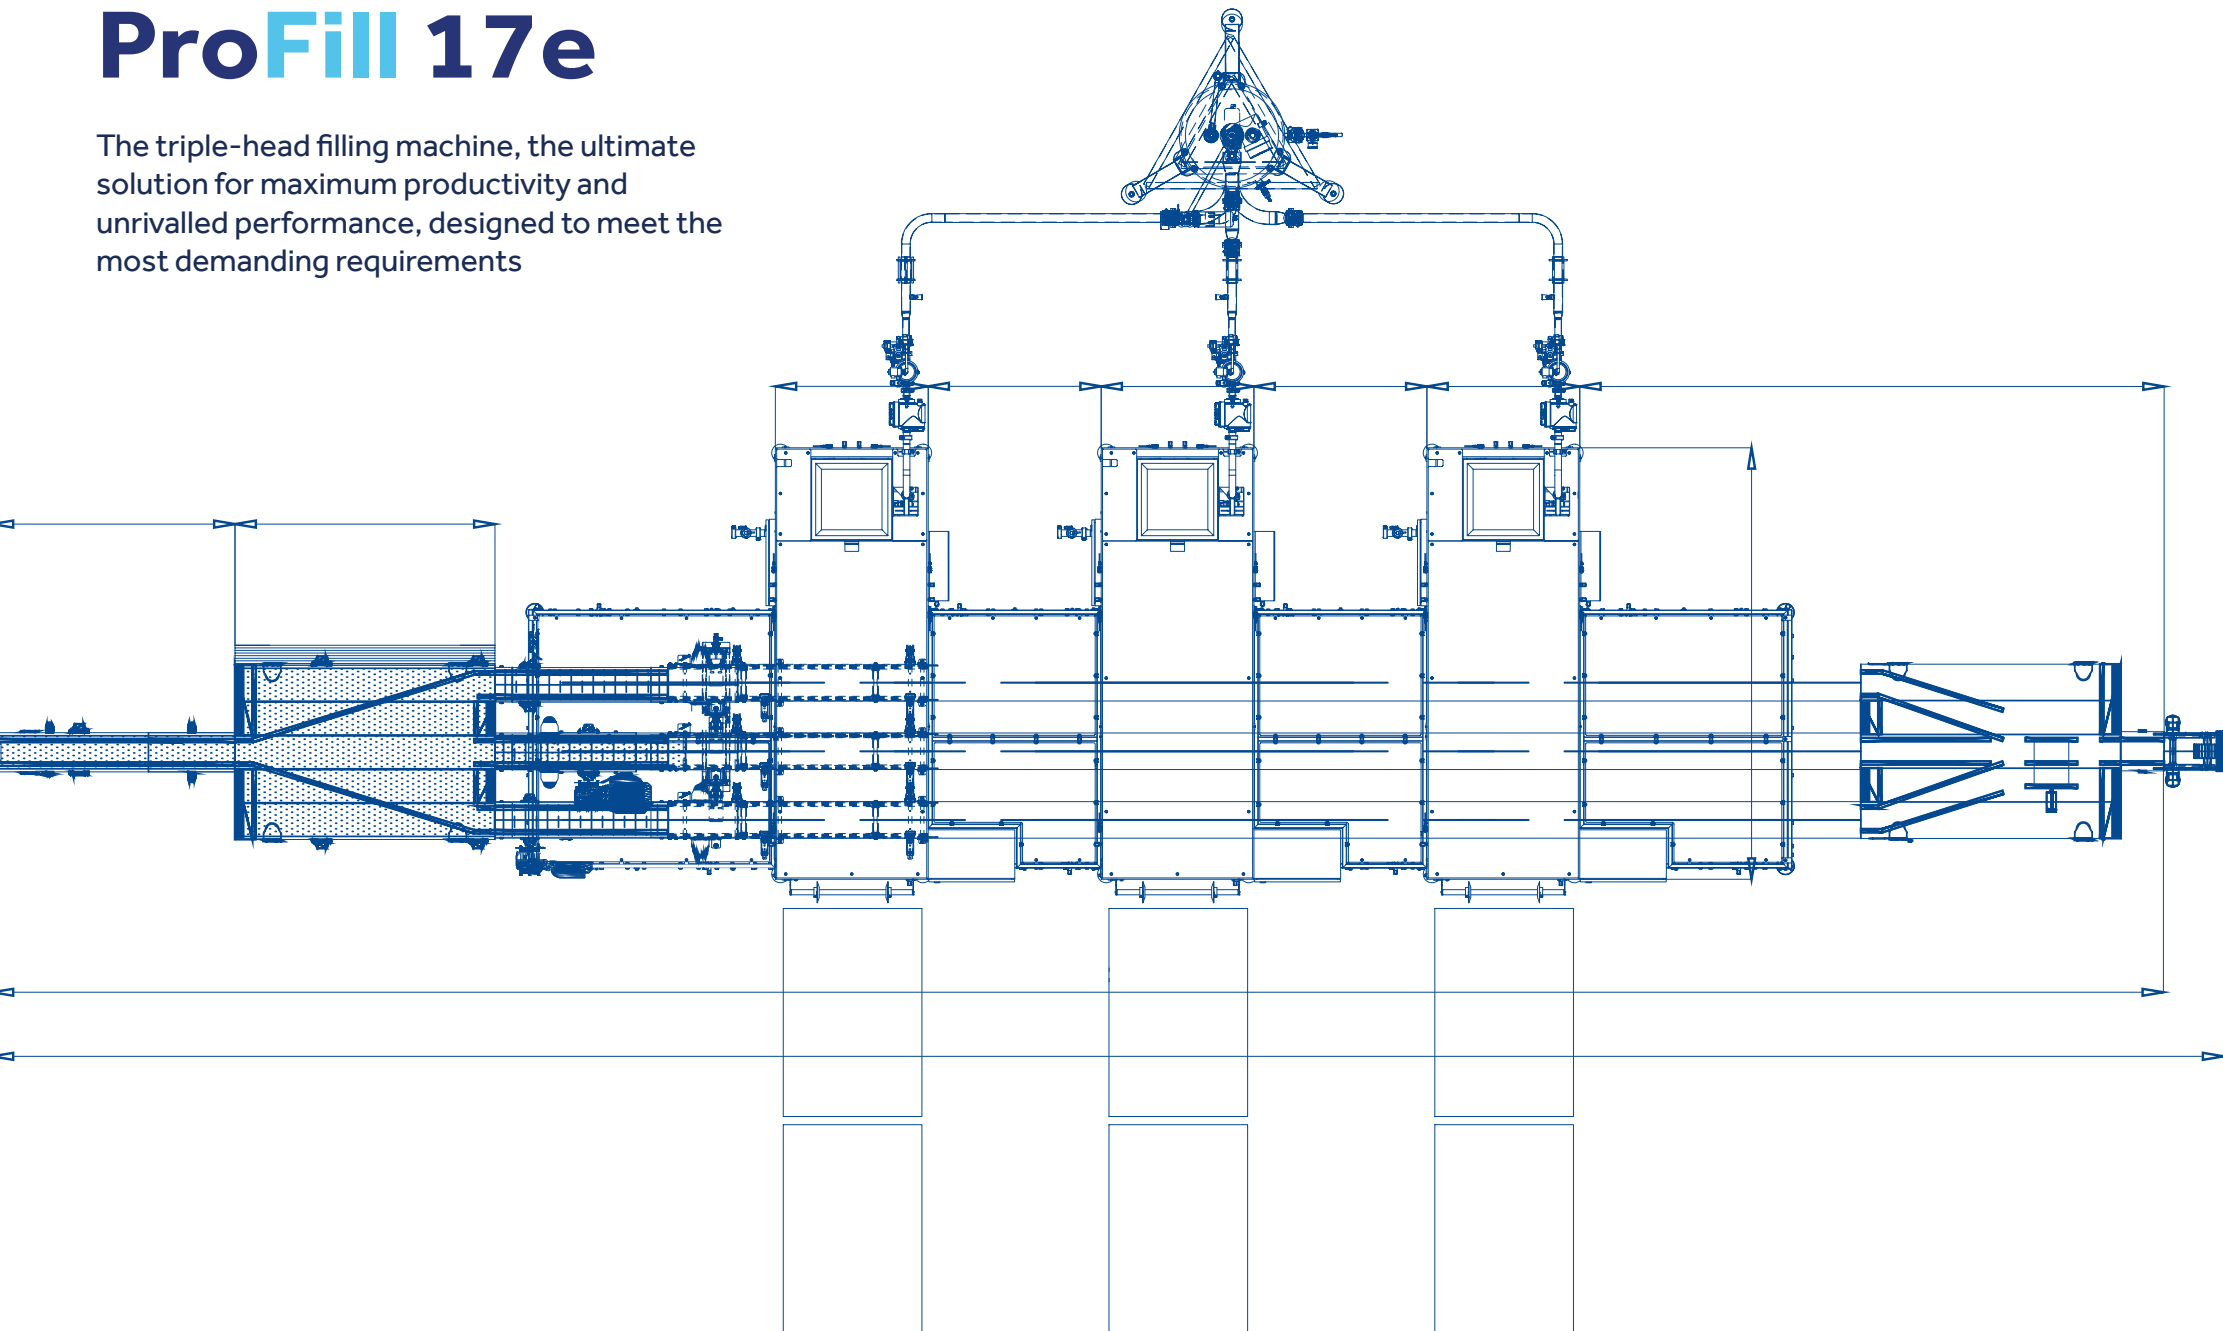 ProFill 17e
The triple-head filling machine, the ultimate
solution for maximum productivity and
unrivalled performance, designed to meet the
most demanding requirements